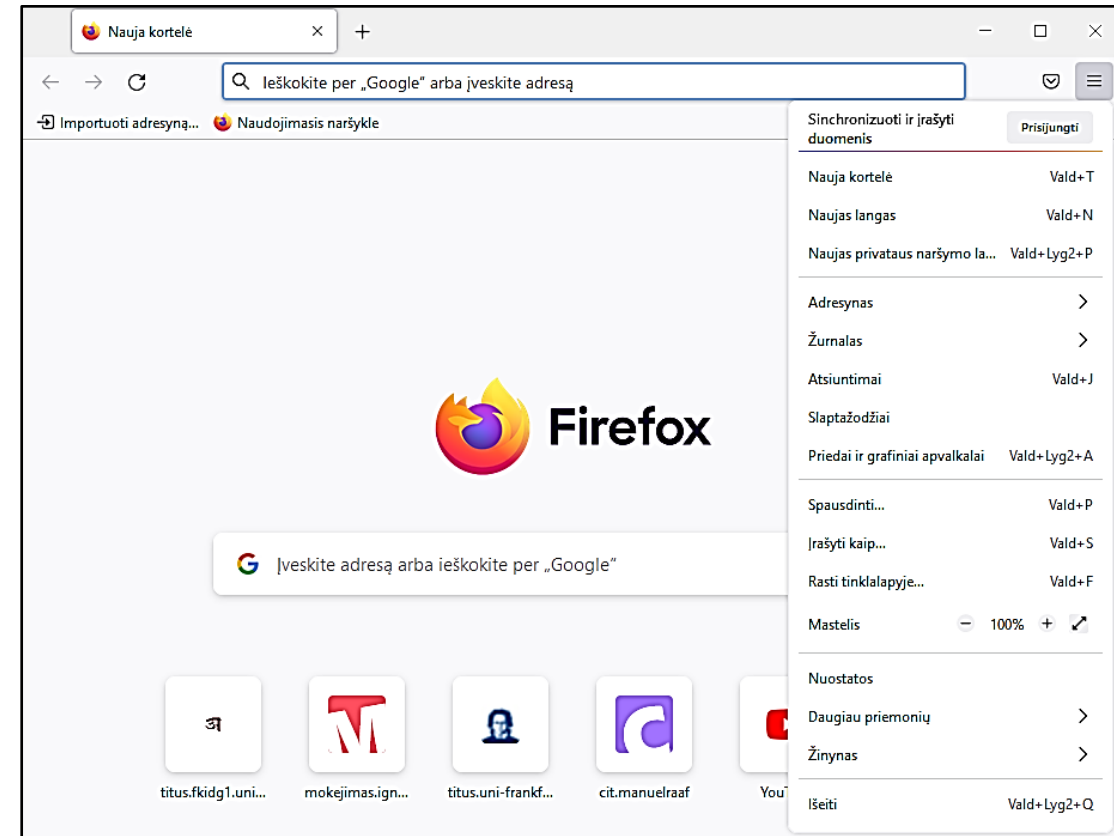 Nauja kortelė
Ieškokite per „Google“ arba įveskite adresą
Importuoti adresyną... Naudojimasis naršykle
Sinchronizuoti ir įrašyti
duomenis
Prisijungti
Nauja kortelė Vald+T
Naujas langas Vald+N
Naujas privataus naršymo la... Vald+Lyg2+P
Adresynas
Žurnalas
Atsiuntimai Vald+J
Slaptažodžiai
Priedai ir grafiniai apvalkalai Vald+Lyg2+A
Spausdinti... Vald+P
Įrašyti kaip... Vald+S
Rasti tinklalapyje... Vald+F
Mastelis 100%
Nuostatos
Daugiau priemonių
Žinynas
Išeiti Vald+Lyg2+Q
Firefox
Įveskite adresą arba ieškokite per „Google“
अ
titus.fkidg1.uni... mokejimas.ign... titus.uni-frankf... cit.manuelraaf You